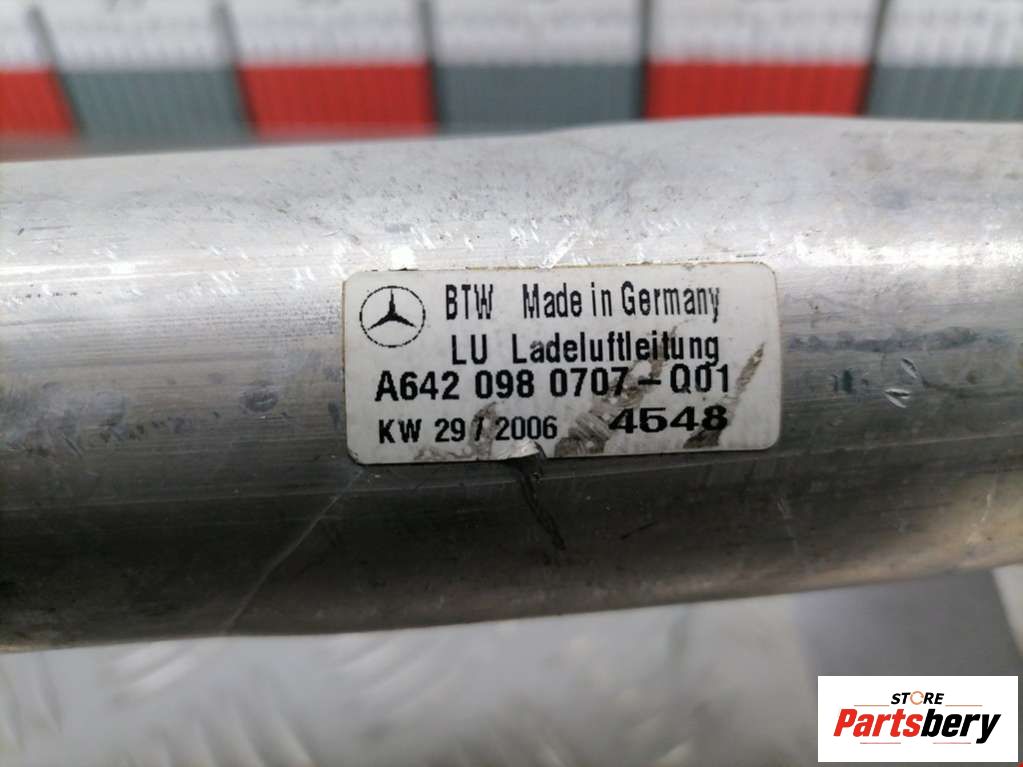 BTW Made in Germany
LU Ladeluftleitung
A642 098 0707-Q01
KW 29 / 2006 4548
STORE
Partsbery